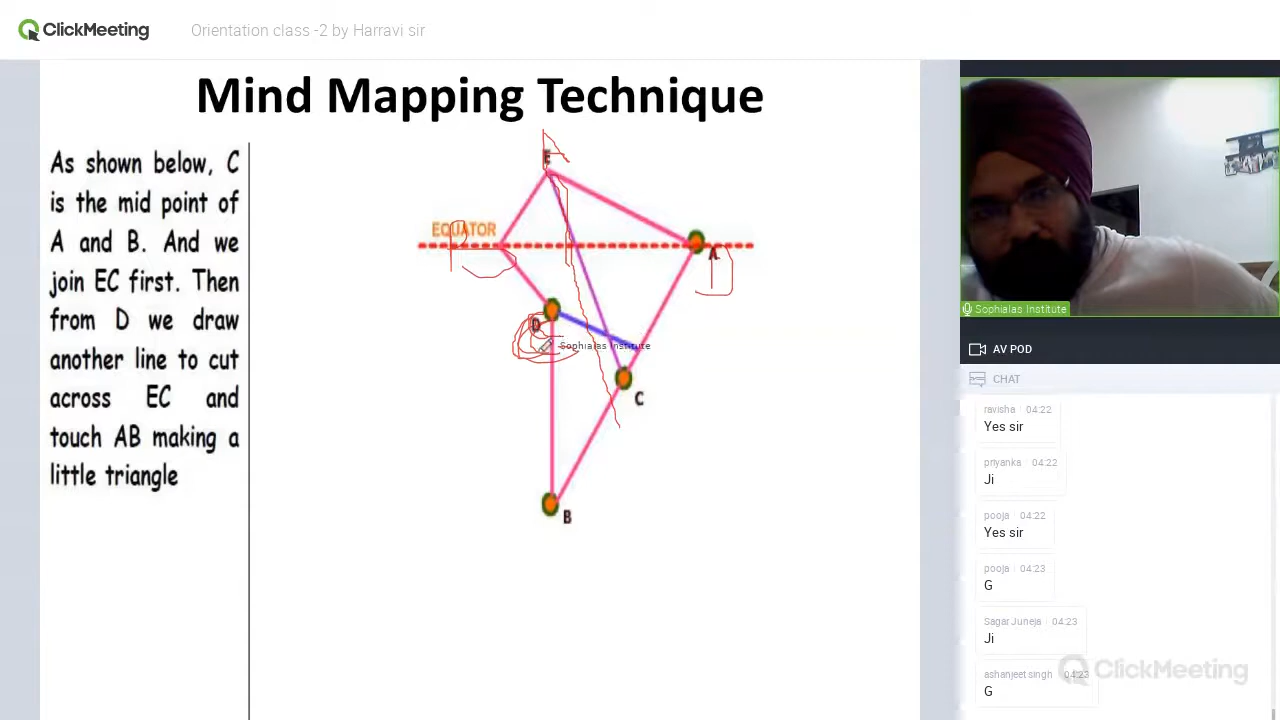 ClickMeeting
Orientation class -2 by Harravi sir
Mind Mapping Technique
As shown below, C
is the mid point of
A and B. And we
join EC first. Then
from D we draw
another line to cut
across EC and
touch AB making a
little triangle
E
EQUATOR
A
D
Sophialas Institute
C
B
Sophialas Institute
AV POD
CHAT
ravisha 04:22
Yes sir
priyanka 04:22
Ji
pooja 04:22
Yes sir
pooja 04:23
G
Sagar Juneja 04:23
Ji
ashanjeet singh 04:23
G
ClickMeeting